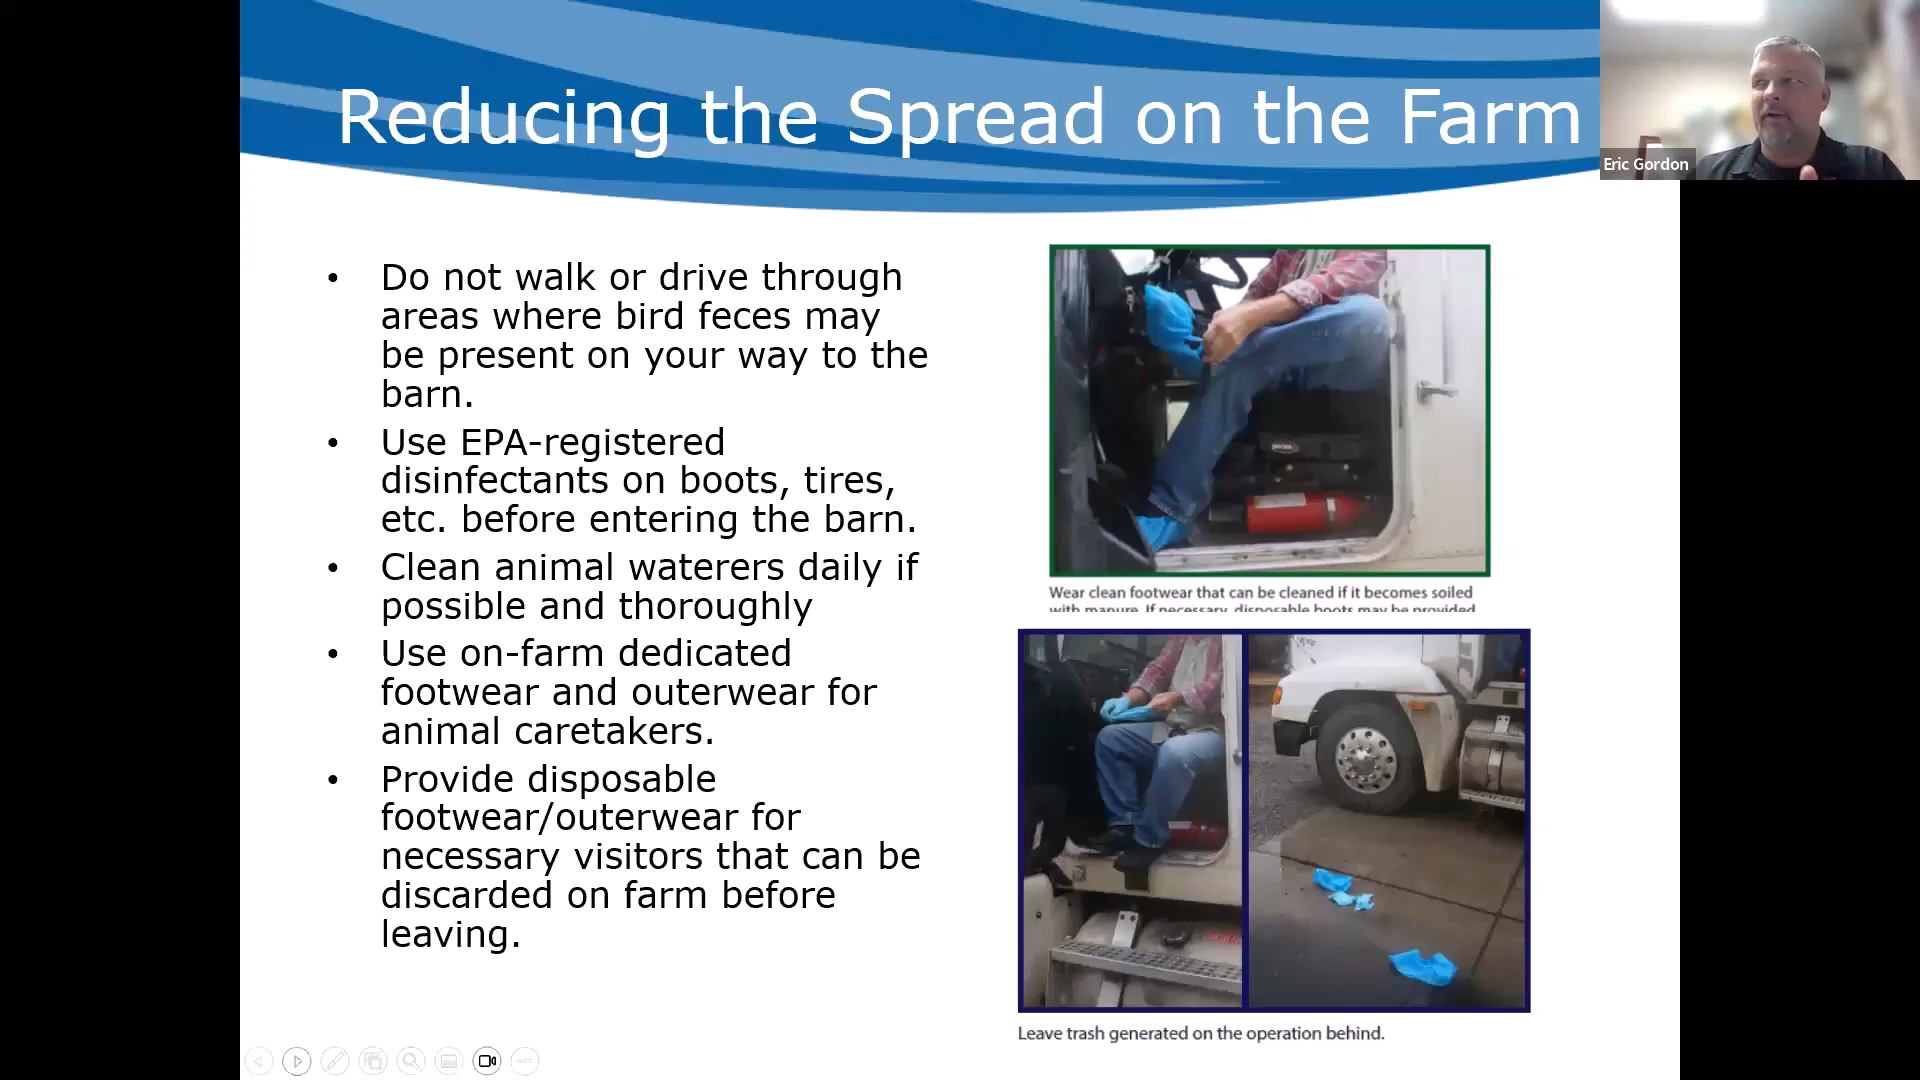 Reducing the Spread on the Farm
Eric Gordon
• Do not walk or drive through
areas where bird feces may
be present on your way to the
barn.
• Use EPA-registered
disinfectants on boots, tires,
etc. before entering the barn.
• Clean animal waterers daily if
possible and thoroughly
• Use on-farm dedicated
footwear and outerwear for
animal caretakers.
• Provide disposable
footwear/outerwear for
necessary visitors that can be
discarded on farm before
leaving.
Wear clean footwear that can be cleaned if it becomes soiled
with manure. If necessary, disposable boots may be provided
Leave trash generated on the operation behind.